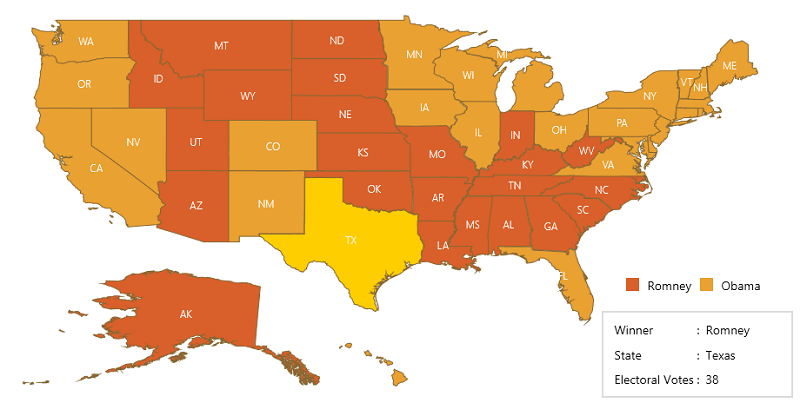 WA
MT
ND
MN
MI
ME
OR
ID
SD
WI
VT
NH
WY
NY
NV
UT
NE
IA
IL
IN
OH
PA
CA
CO
KS
MO
WV
VA
KY
AZ
NM
OK
AR
TN
NC
TX
LA
MS
AL
GA
SC
FL
AK
Romney
Obama
Winner : Romney
State : Texas
Electoral Votes : 38